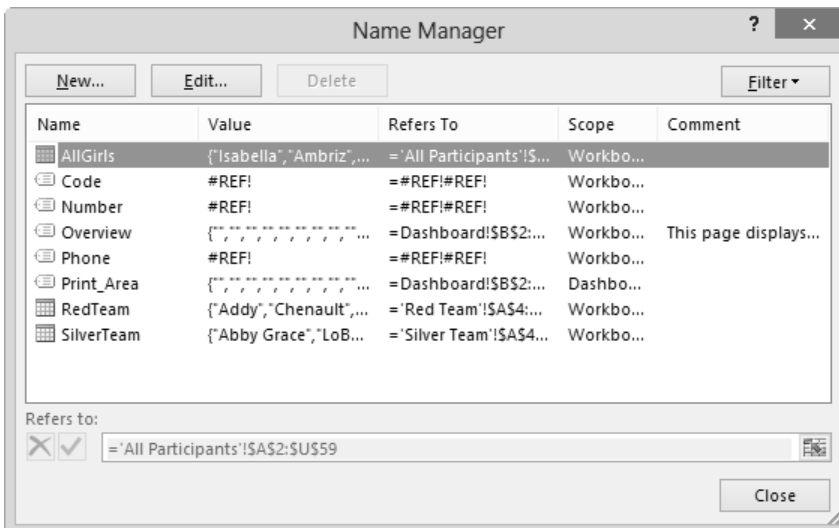 Name Manager ? ×
New... Edit... Delete Filter
Name Value Refers To Scope Comment
AllGirls {"Isabella","Ambriz",... ='All Participants'!$... Workbo...
Code #REF! =#REF!#REF! Workbo...
Number #REF! =#REF!#REF! Workbo...
Overview {"","","","","","","","",""... =Dashboard!$B$2:... Workbo... This page displays...
Phone #REF! =#REF!#REF! Workbo...
Print_Area {"","","","","","","","",""... =Dashboard!$B$2:... Dashbo...
RedTeam {"Addy","Chenault",... ='Red Team'!$A$4:... Workbo...
SilverTeam {"Abby Grace","LoB... ='Silver Team'!$A$4... Workbo...
Refers to:
='All Participants'!$A$2:$U$59
Close